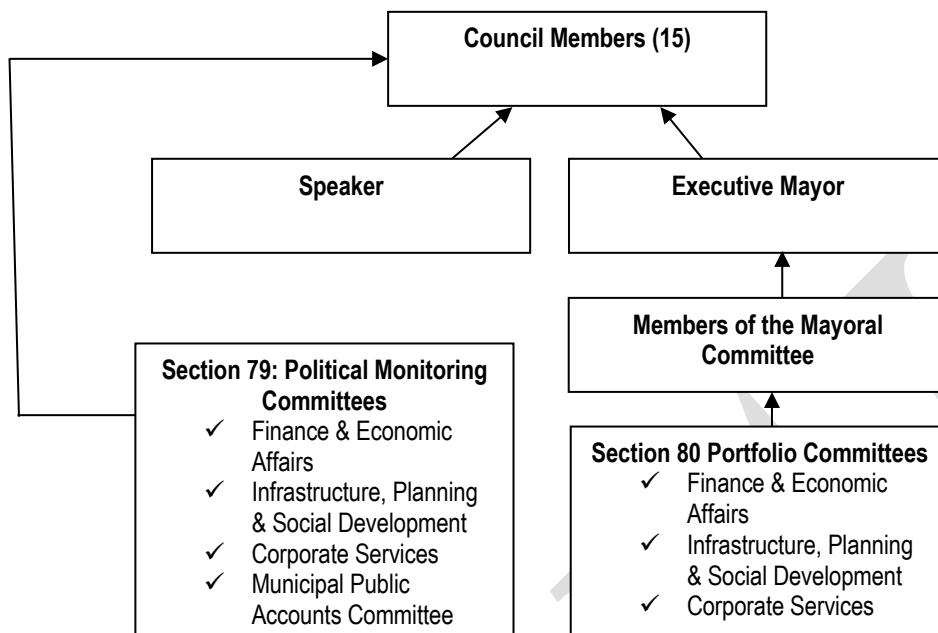 Council Members (15)
Speaker
Executive Mayor
Members of the Mayoral
Committee
Section 79: Political Monitoring
Committees
✓ Finance & Economic
Affairs
✓ Infrastructure, Planning
& Social Development
✓ Corporate Services
✓ Municipal Public
Accounts Committee
Section 80 Portfolio Committees
✓ Finance & Economic
Affairs
✓ Infrastructure, Planning
& Social Development
✓ Corporate Services